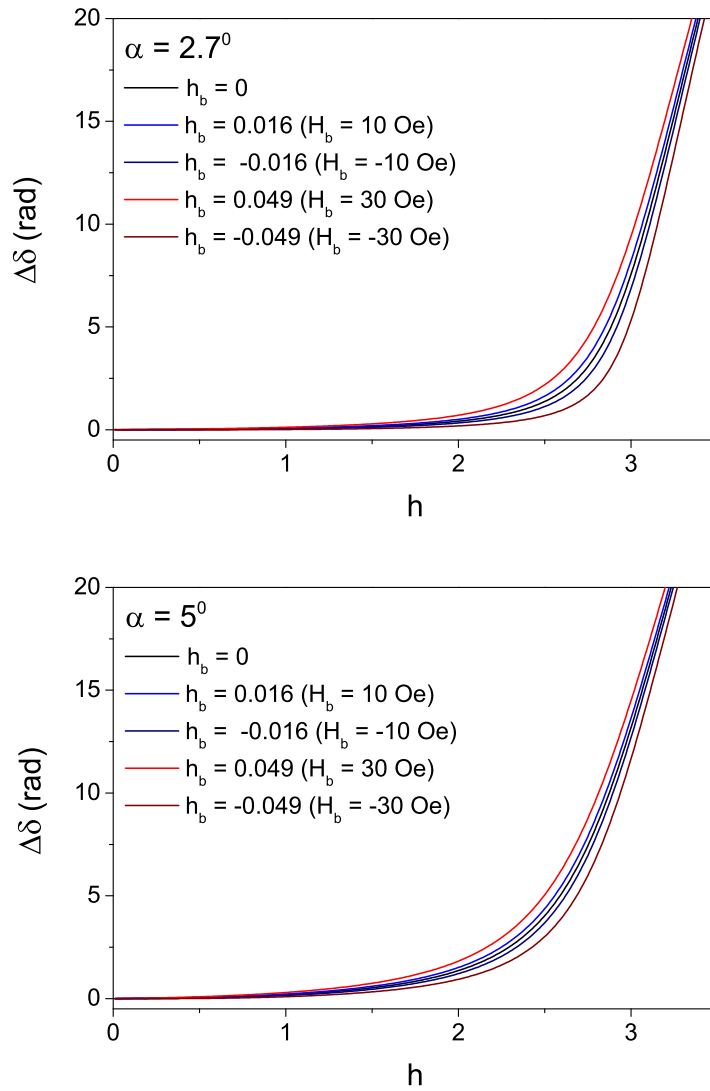 20
15
10
5
0
Δδ (rad)
α = 2.7⁰
h_b = 0
h_b = 0.016 (H_b = 10 Oe)
h_b =  -0.016 (H_b = -10 Oe)
h_b = 0.049 (H_b = 30 Oe)
h_b = -0.049 (H_b = -30 Oe)
0 1 2 3
h
20
15
10
5
0
Δδ (rad)
α = 5⁰
h_b = 0
h_b = 0.016 (H_b = 10 Oe)
h_b =  -0.016 (H_b = -10 Oe)
h_b = 0.049 (H_b = 30 Oe)
h_b = -0.049 (H_b = -30 Oe)
0 1 2 3
h